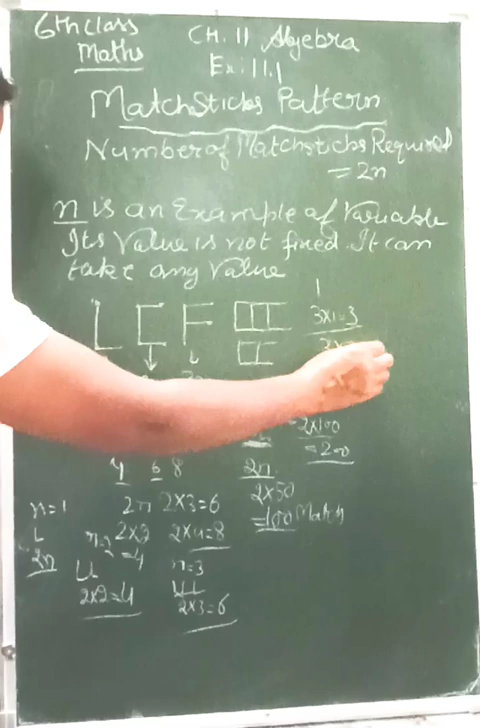 6th Class
Maths
CH. 11 Algebra
Ex: 11.1
MatchSticks Pattern
Number of Matchsticks Required
= 2n
n is an Example of Variable
Its Value is not fixed. It can
take any value
1
3x1=3
2x100
=200
4 6 8
2n
2n 2x3=6
2x50
=100 Match
n=1
L
2n
n=2
2x2
=4
2x4=8
n=3
2x2=4
2x3=6